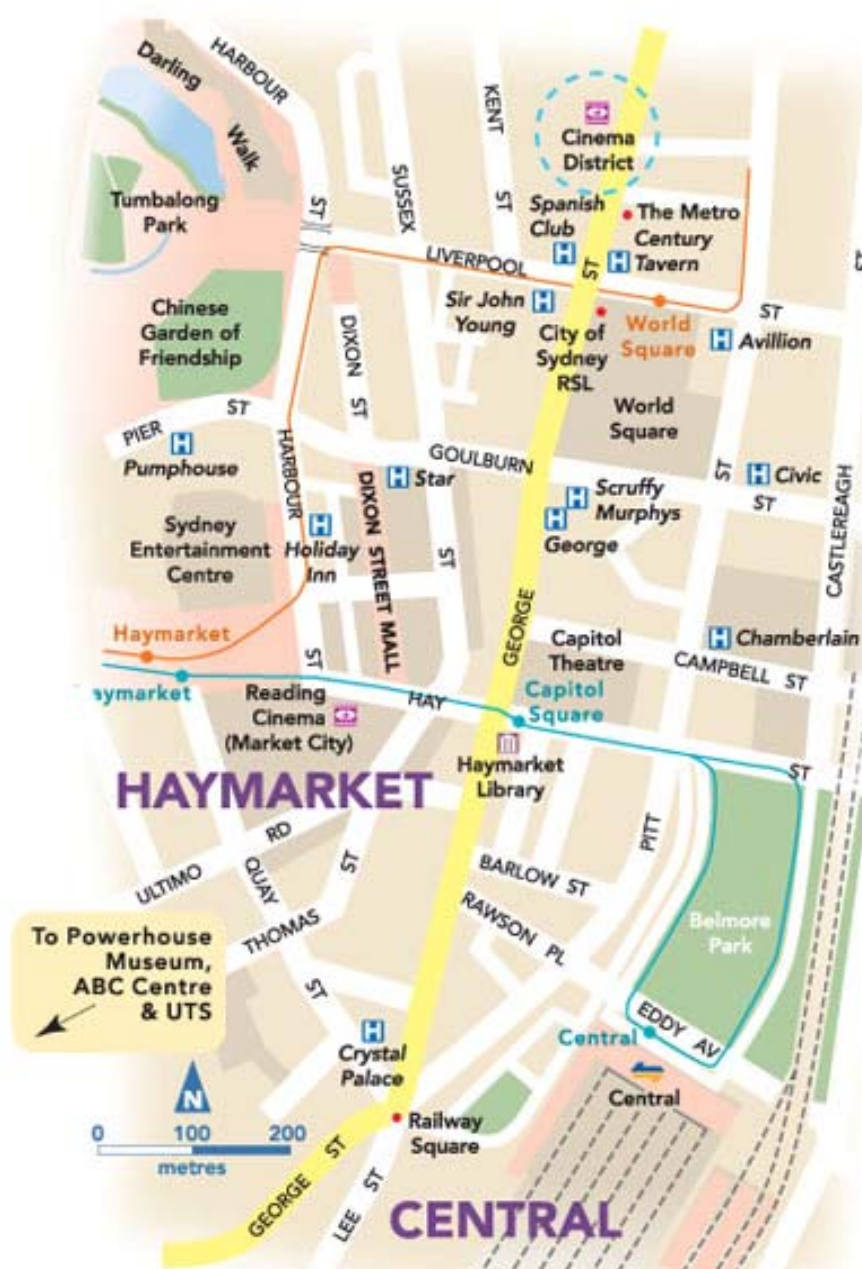 Darling
Walk
HARBOUR
ST
Tumbalong
Park
KENT
ST
SUSSEX
Cinema
District
Spanish
Club
The Metro
Century
Tavern
ST
LIVERPOOL
ST
Chinese
Garden of
Friendship
Sir John
Young
City of
Sydney
RSL
World
Square
Avillion
DIXON
ST
World
Square
PIER
ST
Pumphouse
HARBOUR
GOULBURN
ST
Star
Scruffy
Murphys
George
ST
Civic
CASTLEREAGH
Sydney
Entertainment
Centre
Holiday
Inn
DIXON STREET MALL
ST
GEORGE
Haymarket
aymarket
ST
Capitol
Theatre
Chamberlain
CAMPBELL ST
Reading
Cinema
(Market City)
HAY
Capitol
Square
ST
Haymarket
Library
HAYMARKET
PITT
ULTIMO RD
QUAY
ST
THOMAS
ST
BARLOW ST
RAWSON PL
Belmore
Park
To Powerhouse
Museum,
ABC Centre
& UTS
Crystal
Palace
Central
EDDY AV
Central
N
0 100 200
metres
Railway
Square
GEORGE ST
LEE ST
CENTRAL